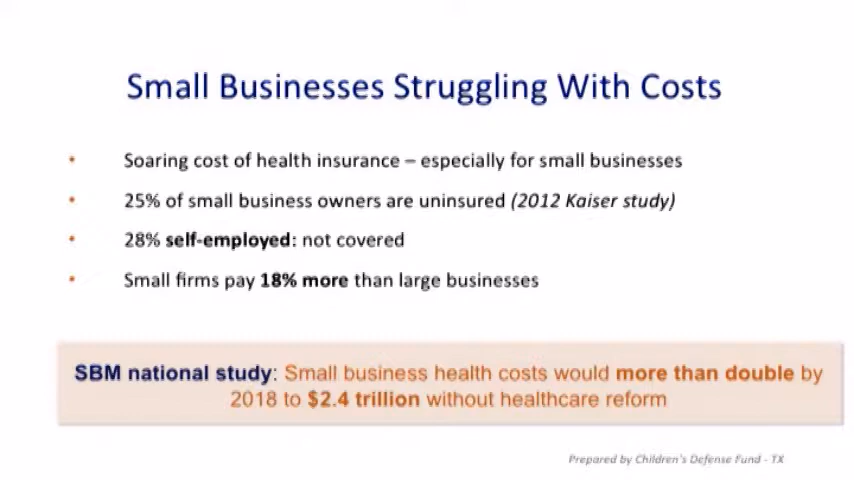 Small Businesses Struggling With Costs
• Soaring cost of health insurance – especially for small businesses
• 25% of small business owners are uninsured (2012 Kaiser study)
• 28% self-employed: not covered
• Small firms pay 18% more than large businesses
SBM national study: Small business health costs would more than double by
2018 to $2.4 trillion without healthcare reform
Prepared by Children's Defense Fund - TX